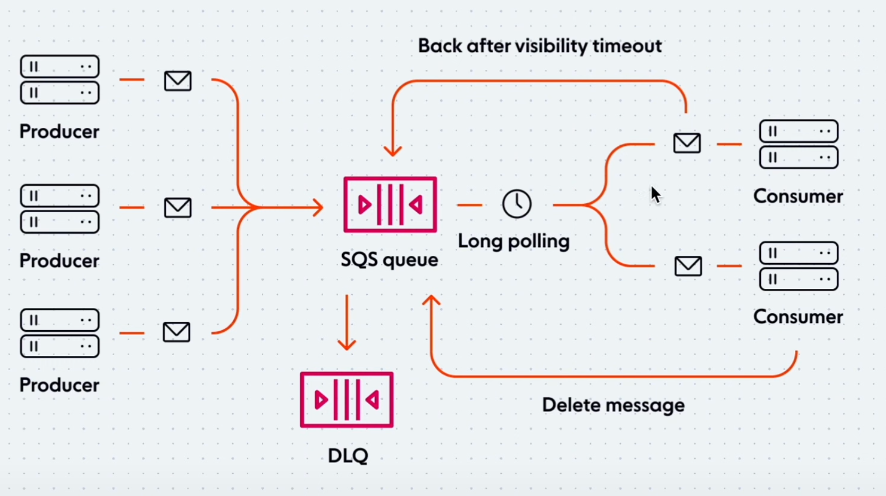 Back after visibility timeout
Producer
Consumer
Producer
SQS queue
Long polling
Consumer
Producer
Delete message
DLQ